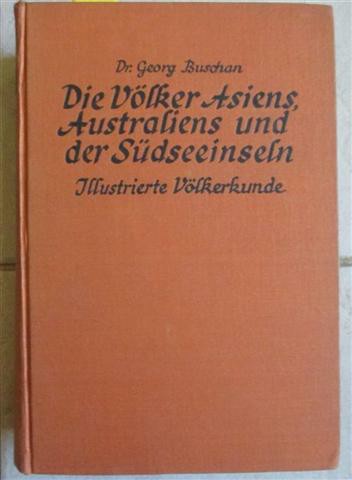 Dr. Georg Buschan
Die Völker Asiens,
Australiens und
der Südseeinseln
Illustrierte Völkerkunde